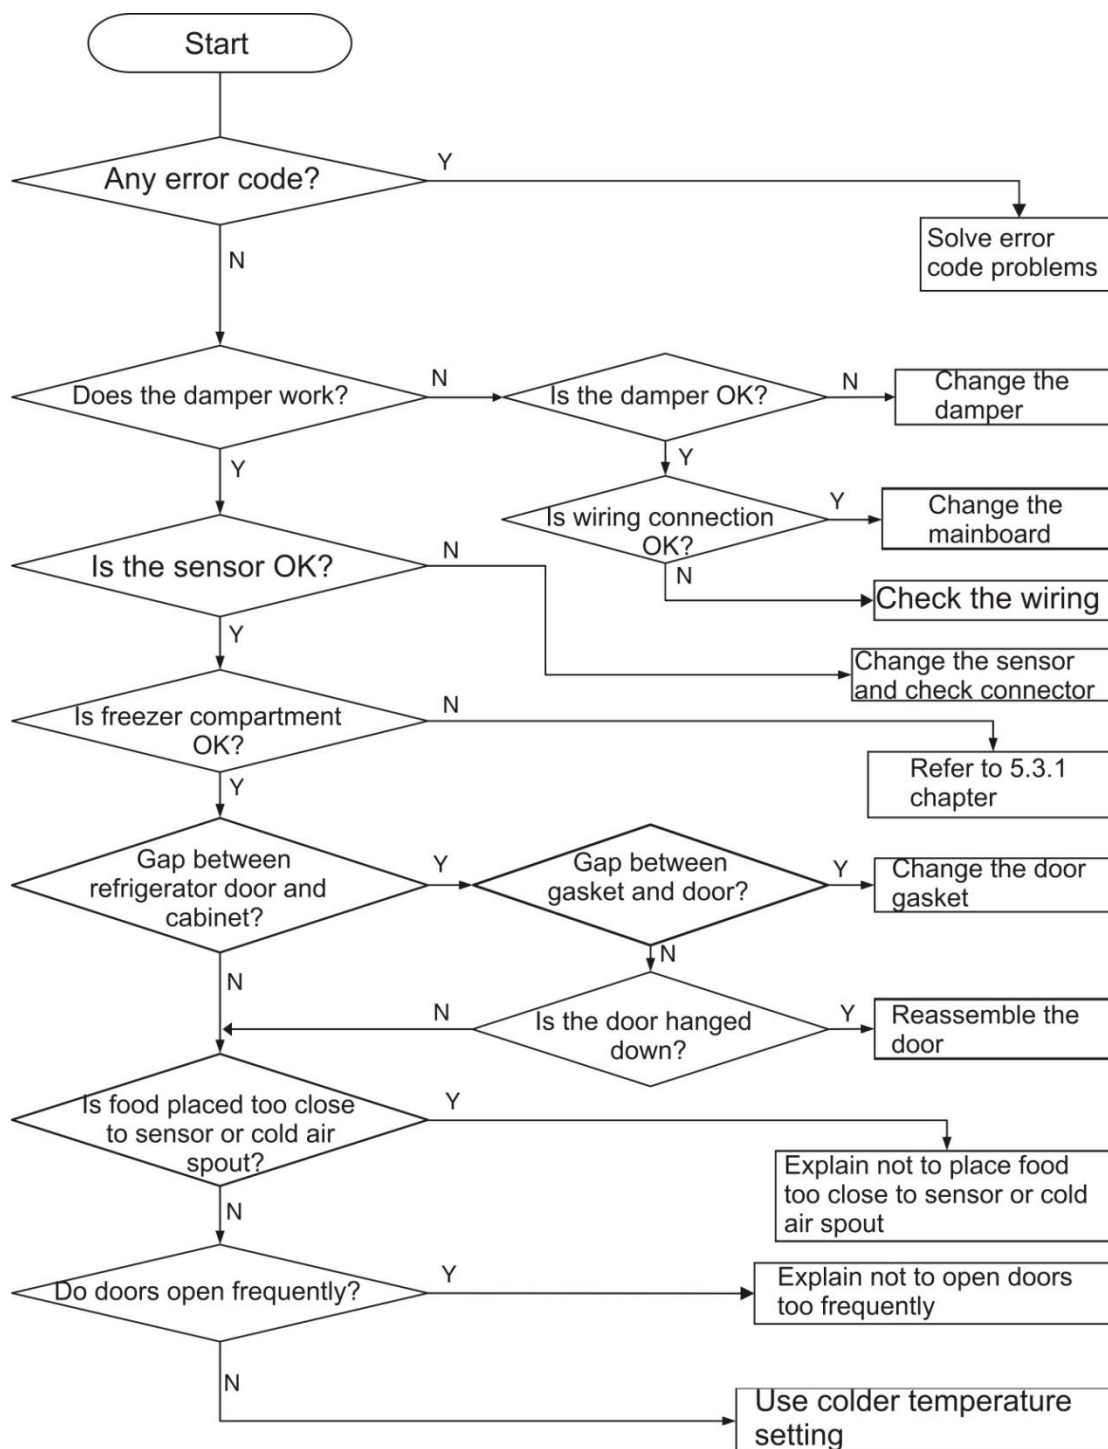 Start
Any error code?
Y
Solve error
code problems
N
Does the damper work?
N
Is the damper OK?
N
Change the
damper
Y
Y
Is wiring connection
OK?
Y
Change the
mainboard
Is the sensor OK?
N
N
Check the wiring
Y
Change the sensor
and check connector
Is freezer compartment
OK?
N
Refer to 5.3.1
chapter
Y
Gap between
refrigerator door and
cabinet?
Y
Gap between
gasket and door?
Y
Change the door
gasket
N
N
Is the door hanged
down?
N
Y
Reassemble the
door
Is food placed too close
to sensor or cold air
spout?
Y
Explain not to place food
too close to sensor or cold
air spout
N
Do doors open frequently?
Y
Explain not to open doors
too frequently
N
Use colder temperature
setting